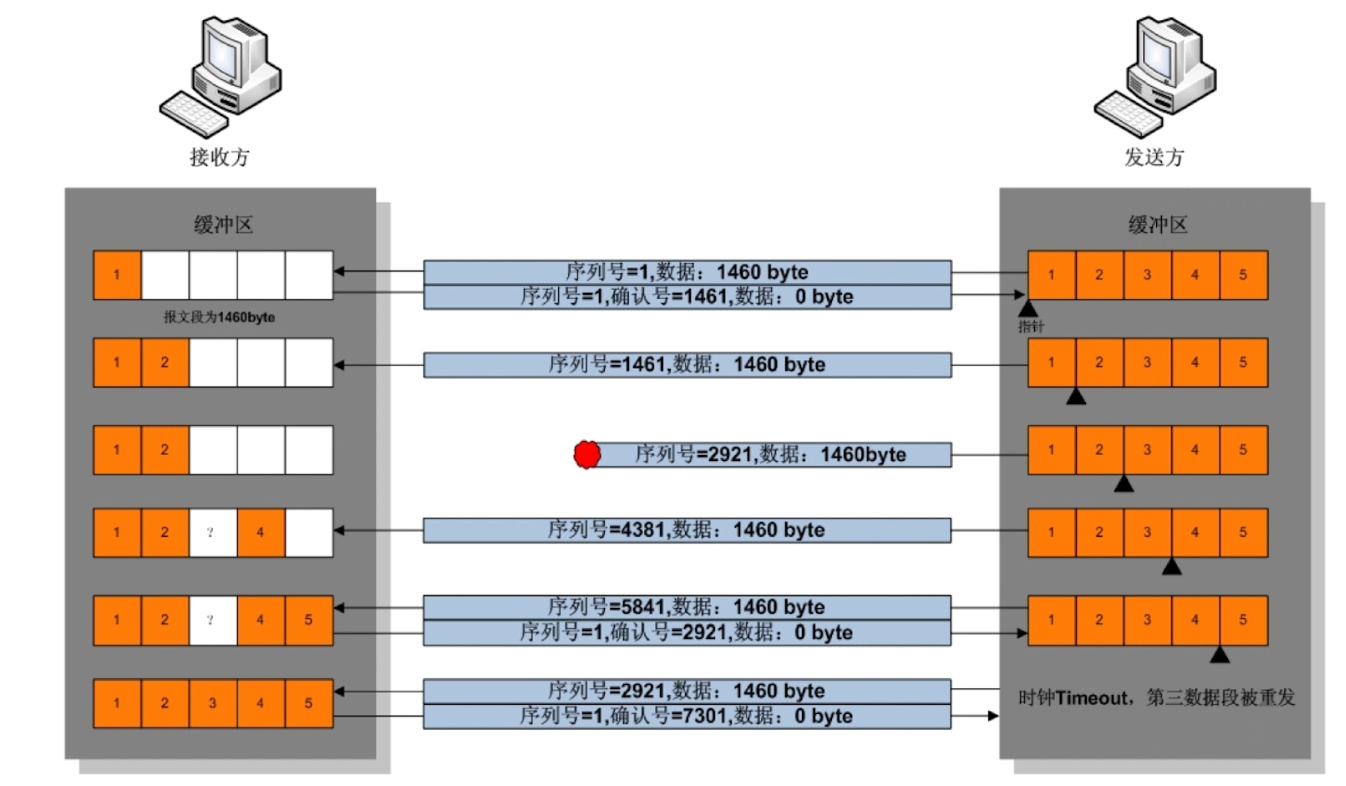 接收方
发送方
缓冲区
缓冲区
1
序列号=1,数据：1460 byte
1 2 3 4 5
序列号=1,确认号=1461,数据：0 byte
报文段为1460byte
指针
1 2
序列号=1461,数据：1460 byte
1 2 3 4 5
1 2
序列号=2921,数据：1460byte
1 2 3 4 5
1 2 ? 4
序列号=4381,数据：1460 byte
1 2 3 4 5
1 2 ? 4 5
序列号=5841,数据：1460 byte
1 2 3 4 5
序列号=1,确认号=2921,数据：0 byte
1 2 3 4 5
序列号=2921,数据：1460 byte
时钟Timeout，第三数据段被重发
序列号=1,确认号=7301,数据：0 byte